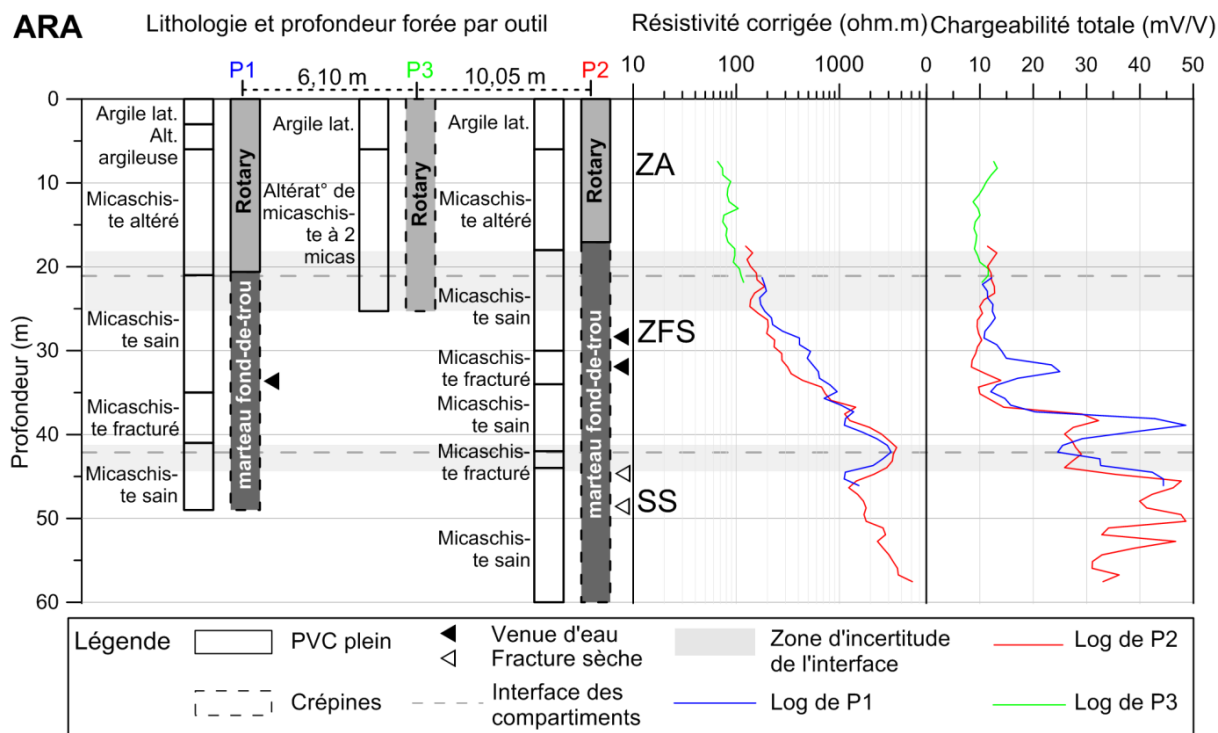 ARA
Lithologie et profondeur forée par outil
Résistivité corrigée (ohm.m)
Chargeabilité totale (mV/V)
P1
6,10 m
P3
10,05 m
P2
10
100
1000
0
10
20
30
40
50
Profondeur (m)
0
10
20
30
40
50
60
Argile lat.
Alt.
argileuse
Micaschis-
te altéré
Micaschis-
te sain
Micaschis-
te fracturé
Micaschis-
te sain
Rotary
marteau fond-de-trou
Argile lat.
Altérat° de
micaschis-
te à 2
micas
Rotary
Argile lat.
Micaschis-
te altéré
Micaschis-
te sain
Micaschis-
te fracturé
Micaschis-
te sain
Micaschis-
te fracturé
Micaschis-
te sain
Rotary
marteau fond-de-trou
ZA
ZFS
SS
Légende
PVC plein
Crépines
Venue d'eau
Fracture sèche
Interface des
compartiments
Zone d'incertitude
de l'interface
Log de P1
Log de P2
Log de P3